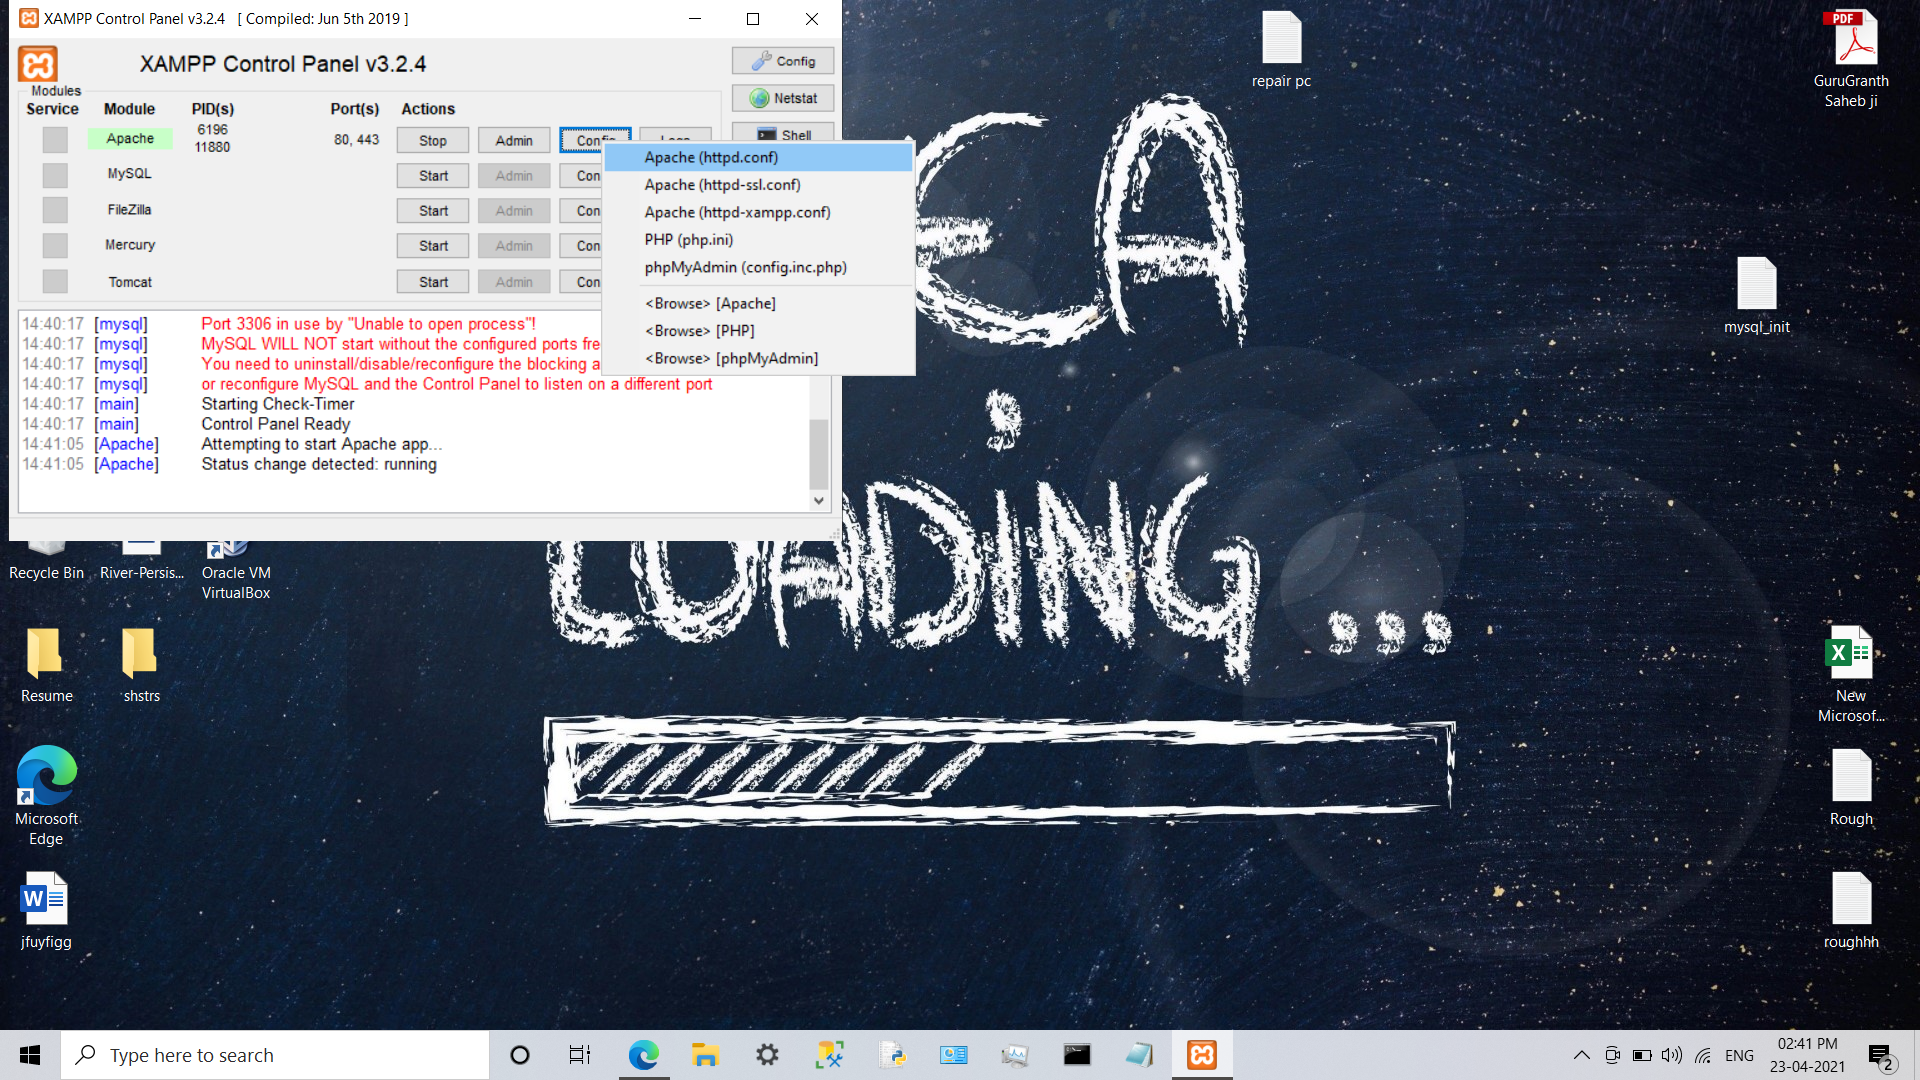 XAMPP Control Panel v3.2.4 [ Compiled: Jun 5th 2019 ]
XAMPP Control Panel v3.2.4
Config
Modules
Service Module PID(s) Port(s) Actions
Netstat
Apache 6196 11880 80, 443 Stop Admin Config Logs
Shell
MySQL Start Admin Con
FileZilla Start Admin Con
Mercury Start Admin Con
Tomcat Start Admin Con
Apache (httpd.conf)
Apache (httpd-ssl.conf)
Apache (httpd-xampp.conf)
PHP (php.ini)
phpMyAdmin (config.inc.php)
<Browse> [Apache]
<Browse> [PHP]
<Browse> [phpMyAdmin]
14:40:17 [mysql] Port 3306 in use by "Unable to open process"!
14:40:17 [mysql] MySQL WILL NOT start without the configured ports fre
14:40:17 [mysql] You need to uninstall/disable/reconfigure the blocking a
14:40:17 [mysql] or reconfigure MySQL and the Control Panel to listen on a different port
14:40:17 [main] Starting Check-Timer
14:40:17 [main] Control Panel Ready
14:41:05 [Apache] Attempting to start Apache app...
14:41:05 [Apache] Status change detected: running
EA
LOADING ...
repair pc
PDF
GuruGranth
Saheb ji
mysql_init
Recycle Bin
River-Persis...
Oracle VM
VirtualBox
Resume
shstrs
New
Microsof...
Microsoft
Edge
Rough
jfuyfigg
roughhh
Type here to search
ENG
02:41 PM
23-04-2021
2